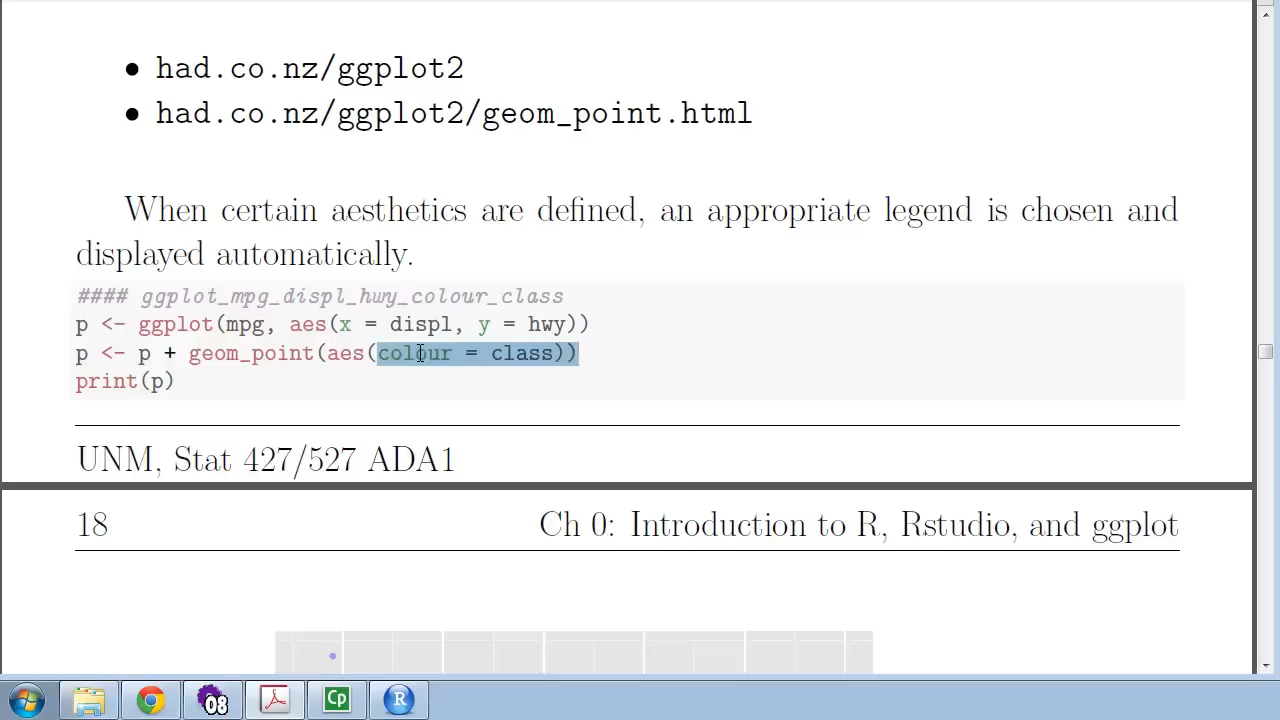 • had.co.nz/ggplot2
• had.co.nz/ggplot2/geom_point.html
When certain aesthetics are defined, an appropriate legend is chosen and
displayed automatically.
#### ggplot_mpg_displ_hwy_colour_class
p <- ggplot(mpg, aes(x = displ, y = hwy))
p <- p + geom_point(aes(colour = class))
print(p)
UNM, Stat 427/527 ADA1
18 Ch 0: Introduction to R, Rstudio, and ggplot
08
Cp
R